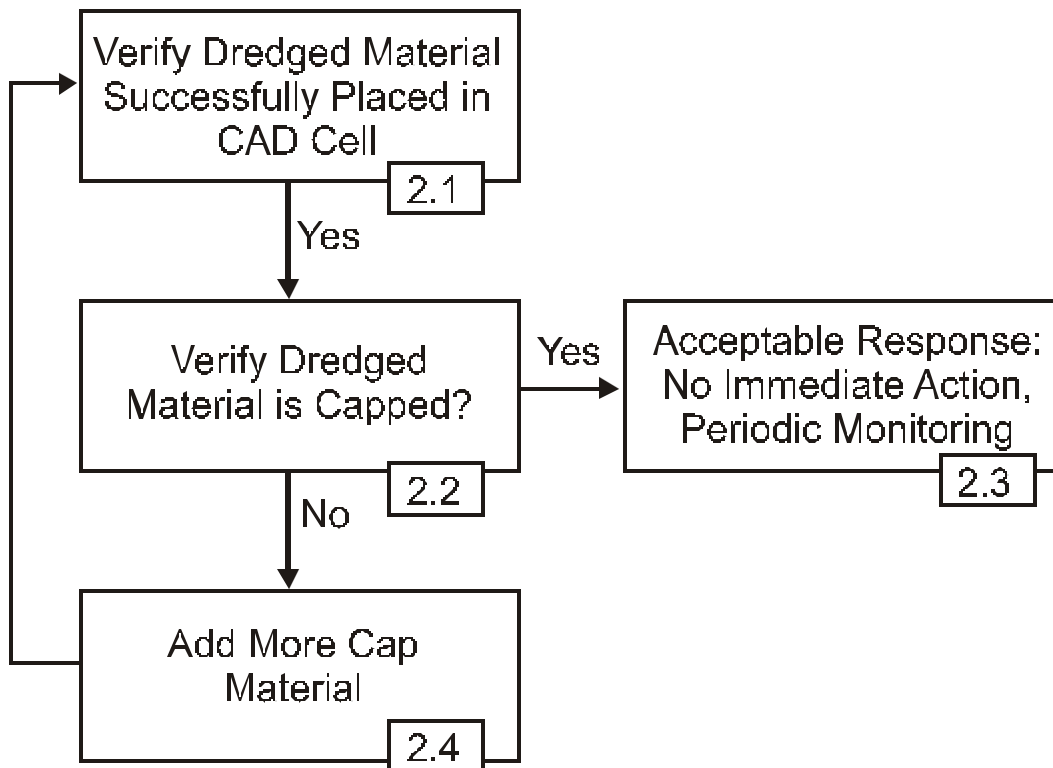 Verify Dredged Material
Successfully Placed in
CAD Cell
2.1
Yes
Verify Dredged
Material is Capped?
2.2
Yes
Acceptable Response:
No Immediate Action,
Periodic Monitoring
2.3
No
Add More Cap
Material
2.4